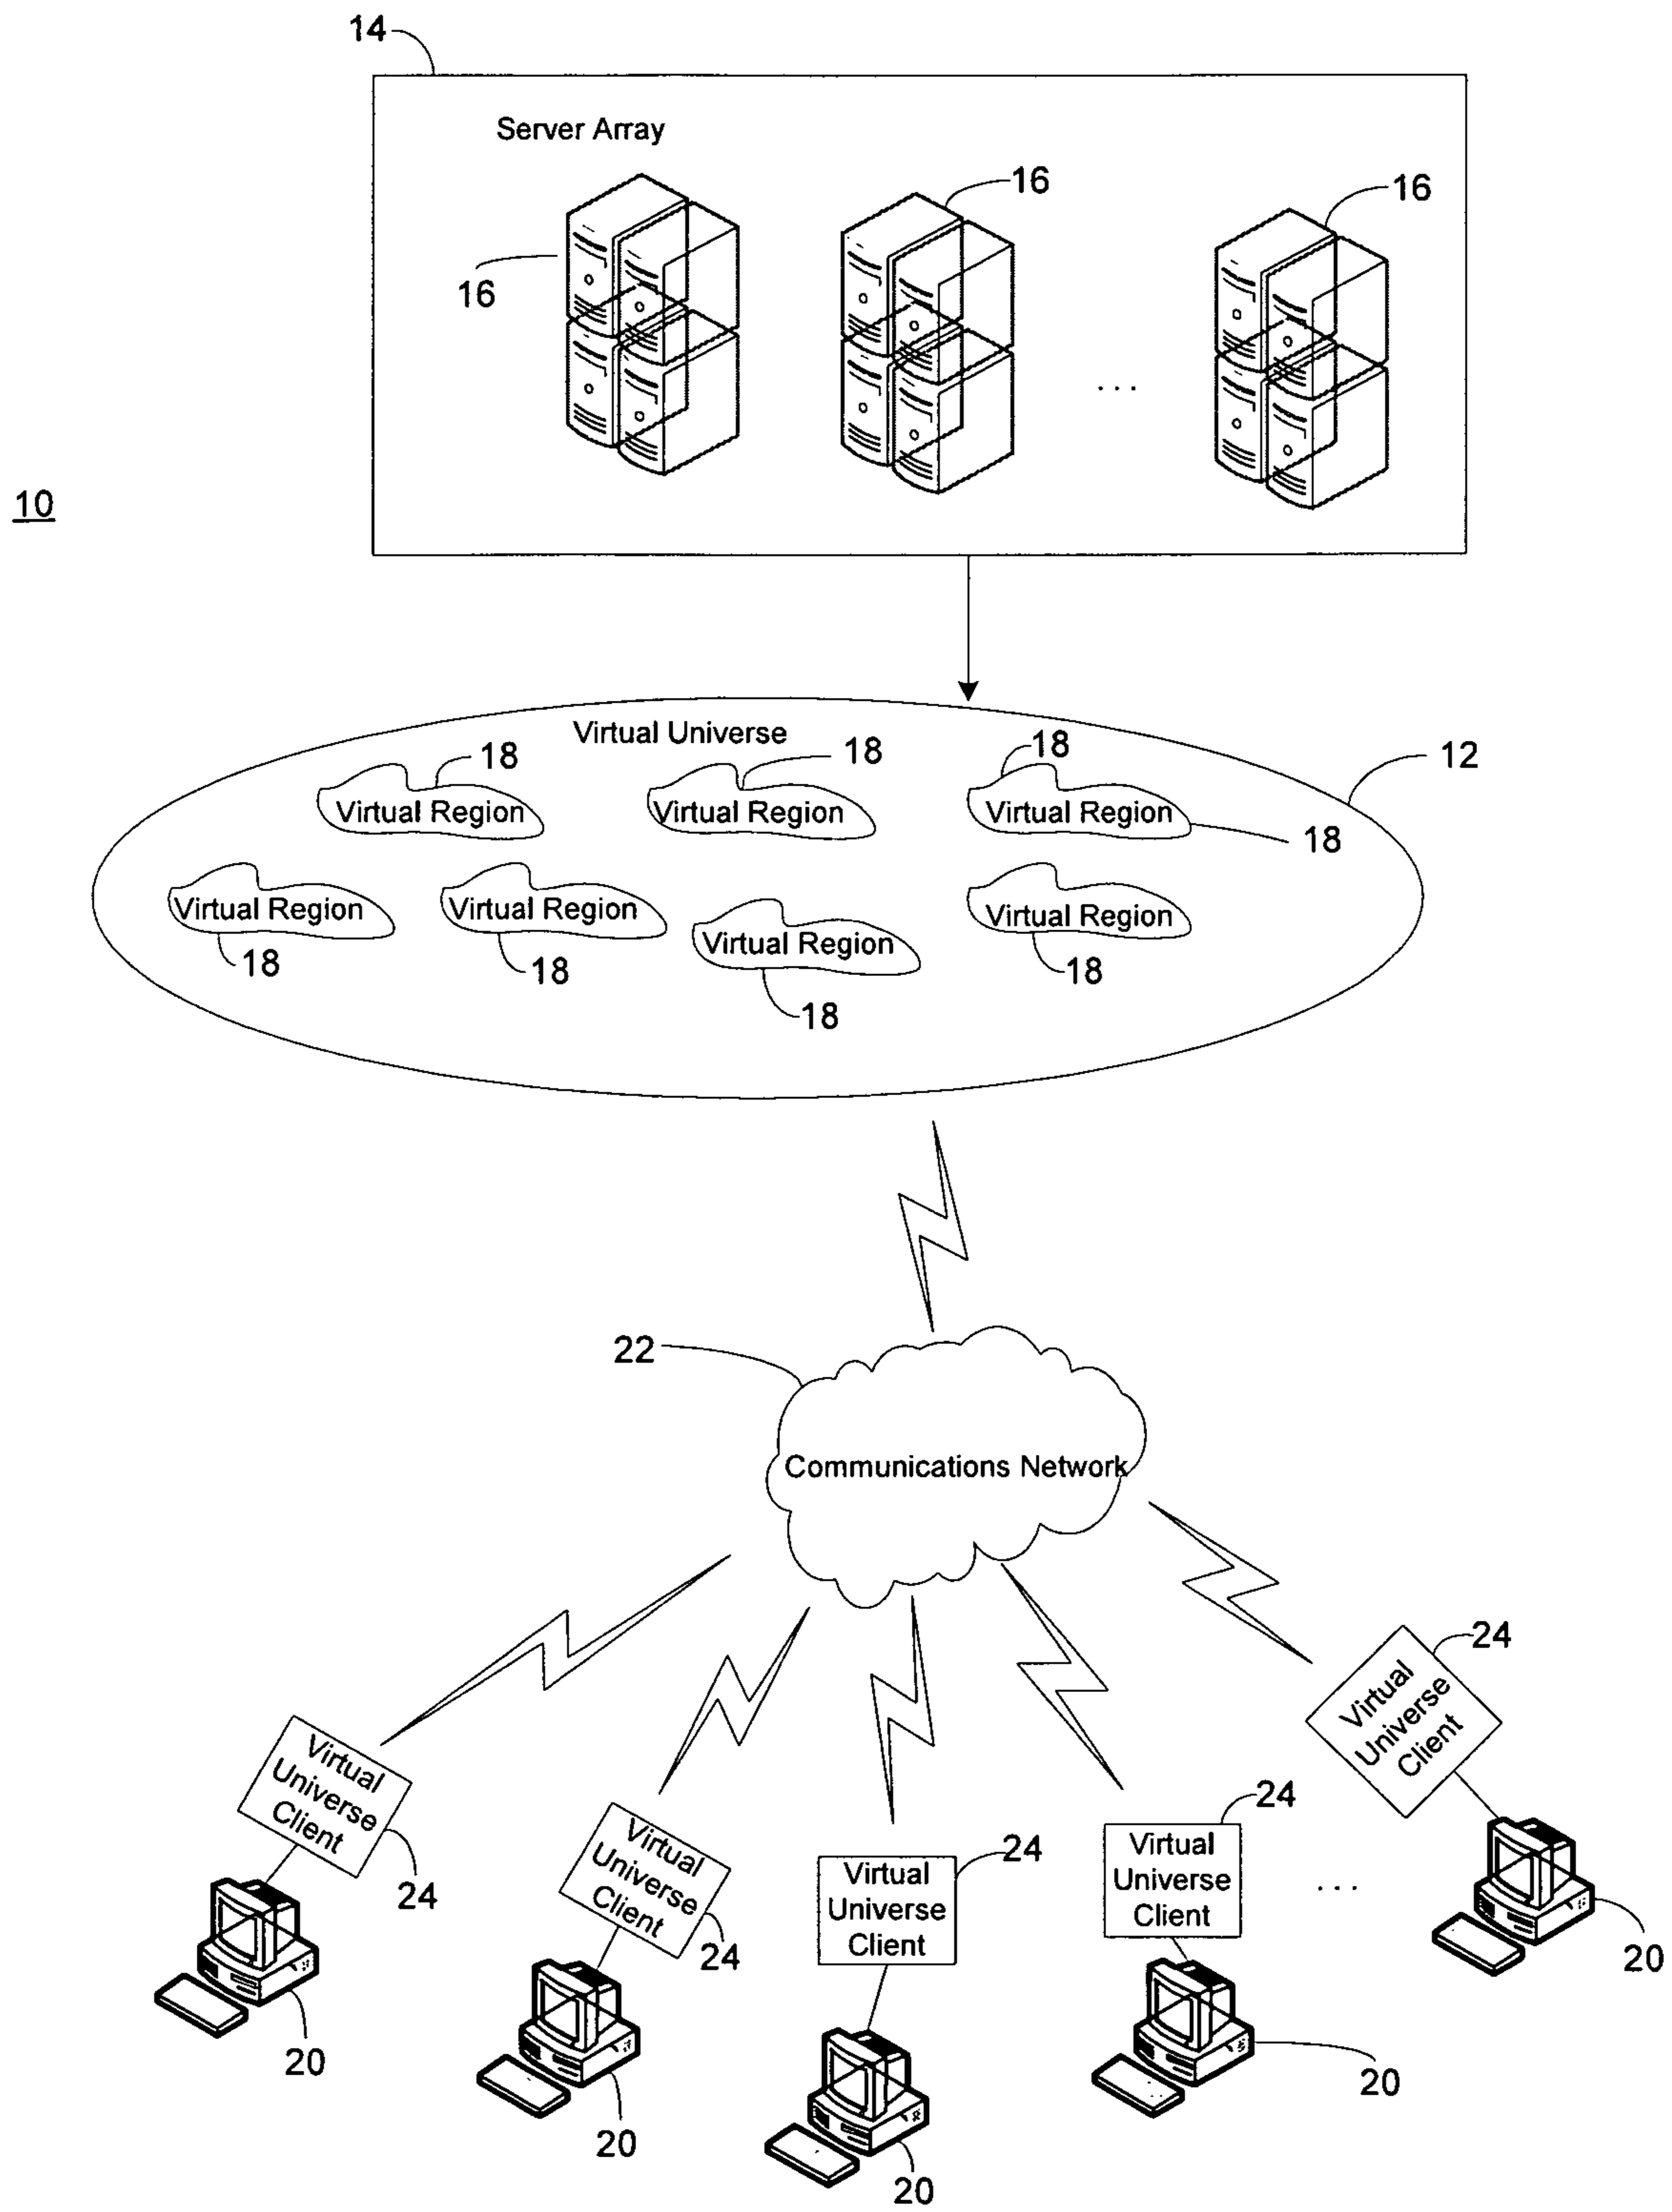 14
Server Array
16
16
16
. . .
10
Virtual Universe
18
18
18
12
Virtual Region
Virtual Region
Virtual Region
18
Virtual Region
Virtual Region
Virtual Region
Virtual Region
18
18
18
18
22
Communications Network
24
Virtual
Universe
Client
24
Virtual
Universe
Client
24
Virtual
Universe
Client
24
Virtual
Universe
Client
24
Virtual
Universe
Client
. . .
20
20
20
20
20